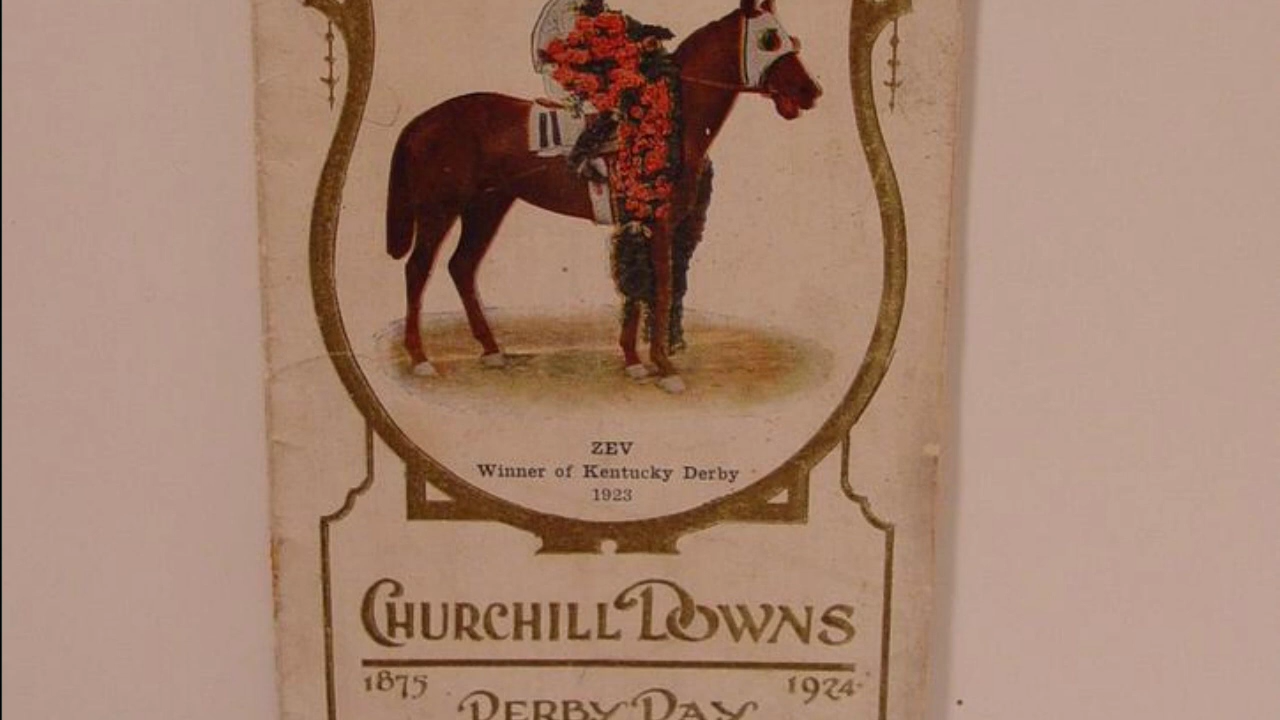 ZEV
Winner of Kentucky Derby
1923
CHURCHILL DOWNS
1875 1924
DERBY DAY